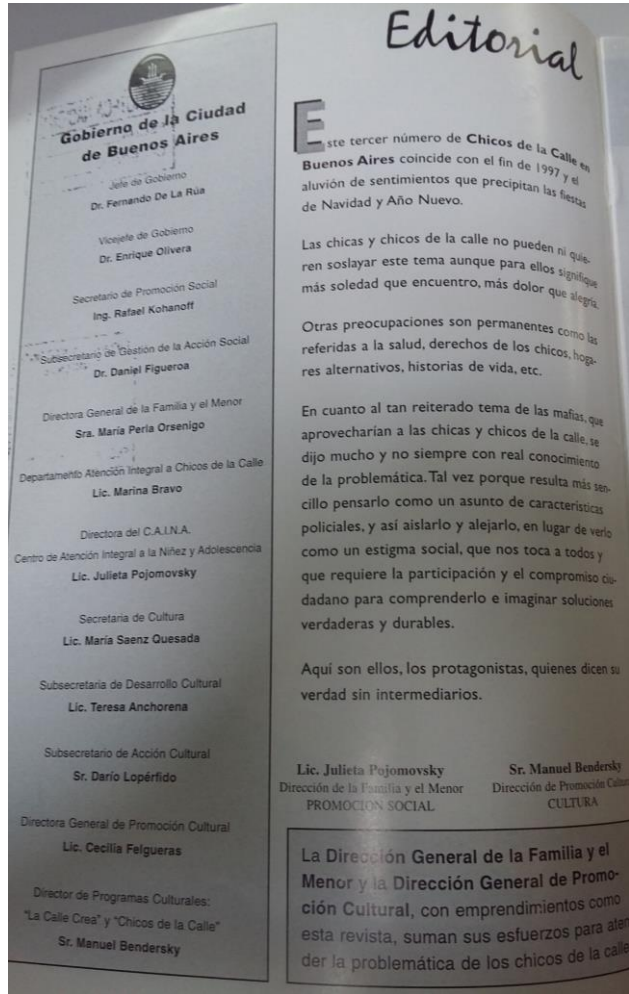 Editorial
Gobierno de la Ciudad
de Buenos Aires
Jefe de Gobierno
Dr. Fernando De La Rúa
Vicejefe de Gobierno
Dr. Enrique Olivera
Secretario de Promoción Social
Ing. Rafael Kohanoff
Subsecretario de Gestión de la Acción Social
Dr. Daniel Figueroa
Directora General de la Familia y el Menor
Sra. María Perla Orsenigo
Departamento Atención Integral a Chicos de la Calle
Lic. Marina Bravo
Directora del C.A.I.N.A.
Centro de Atención Integral a la Niñez y Adolescencia
Lic. Julieta Pojomovsky
Secretaria de Cultura
Lic. María Saenz Quesada
Subsecretaria de Desarrollo Cultural
Lic. Teresa Anchorena
Subsecretario de Acción Cultural
Sr. Darío Lopérfido
Directora General de Promoción Cultural
Lic. Cecilia Felgueras
Director de Programas Culturales:
"La Calle Crea" y "Chicos de la Calle"
Sr. Manuel Bendersky
Este tercer número de Chicos de la Calle en
Buenos Aires coincide con el fin de 1997 y el
aluvión de sentimientos que precipitan las fiestas
de Navidad y Año Nuevo.
Las chicas y chicos de la calle no pueden ni quie-
ren soslayar este tema aunque para ellos signifique
más soledad que encuentro, más dolor que alegría.
Otras preocupaciones son permanentes como las
referidas a la salud, derechos de los chicos, hoga-
res alternativos, historias de vida, etc.
En cuanto al tan reiterado tema de las mafias, que
aprovecharían a las chicas y chicos de la calle, se
dijo mucho y no siempre con real conocimiento
de la problemática. Tal vez porque resulta más sen-
cillo pensarlo como un asunto de características
policiales, y así aislarlo y alejarlo, en lugar de verlo
como un estigma social, que nos toca a todos y
que requiere la participación y el compromiso ciu-
dadano para comprenderlo e imaginar soluciones
verdaderas y durables.
Aquí son ellos, los protagonistas, quienes dicen su
verdad sin intermediarios.
Lic. Julieta Pojomovsky
Dirección de la Familia y el Menor
PROMOCION SOCIAL
Sr. Manuel Bendersky
Dirección de Promoción Cultur
CULTURA
La Dirección General de la Familia y el
Menor y la Dirección General de Promo-
ción Cultural, con emprendimientos como
esta revista, suman sus esfuerzos para aten
der la problemática de los chicos de la calle